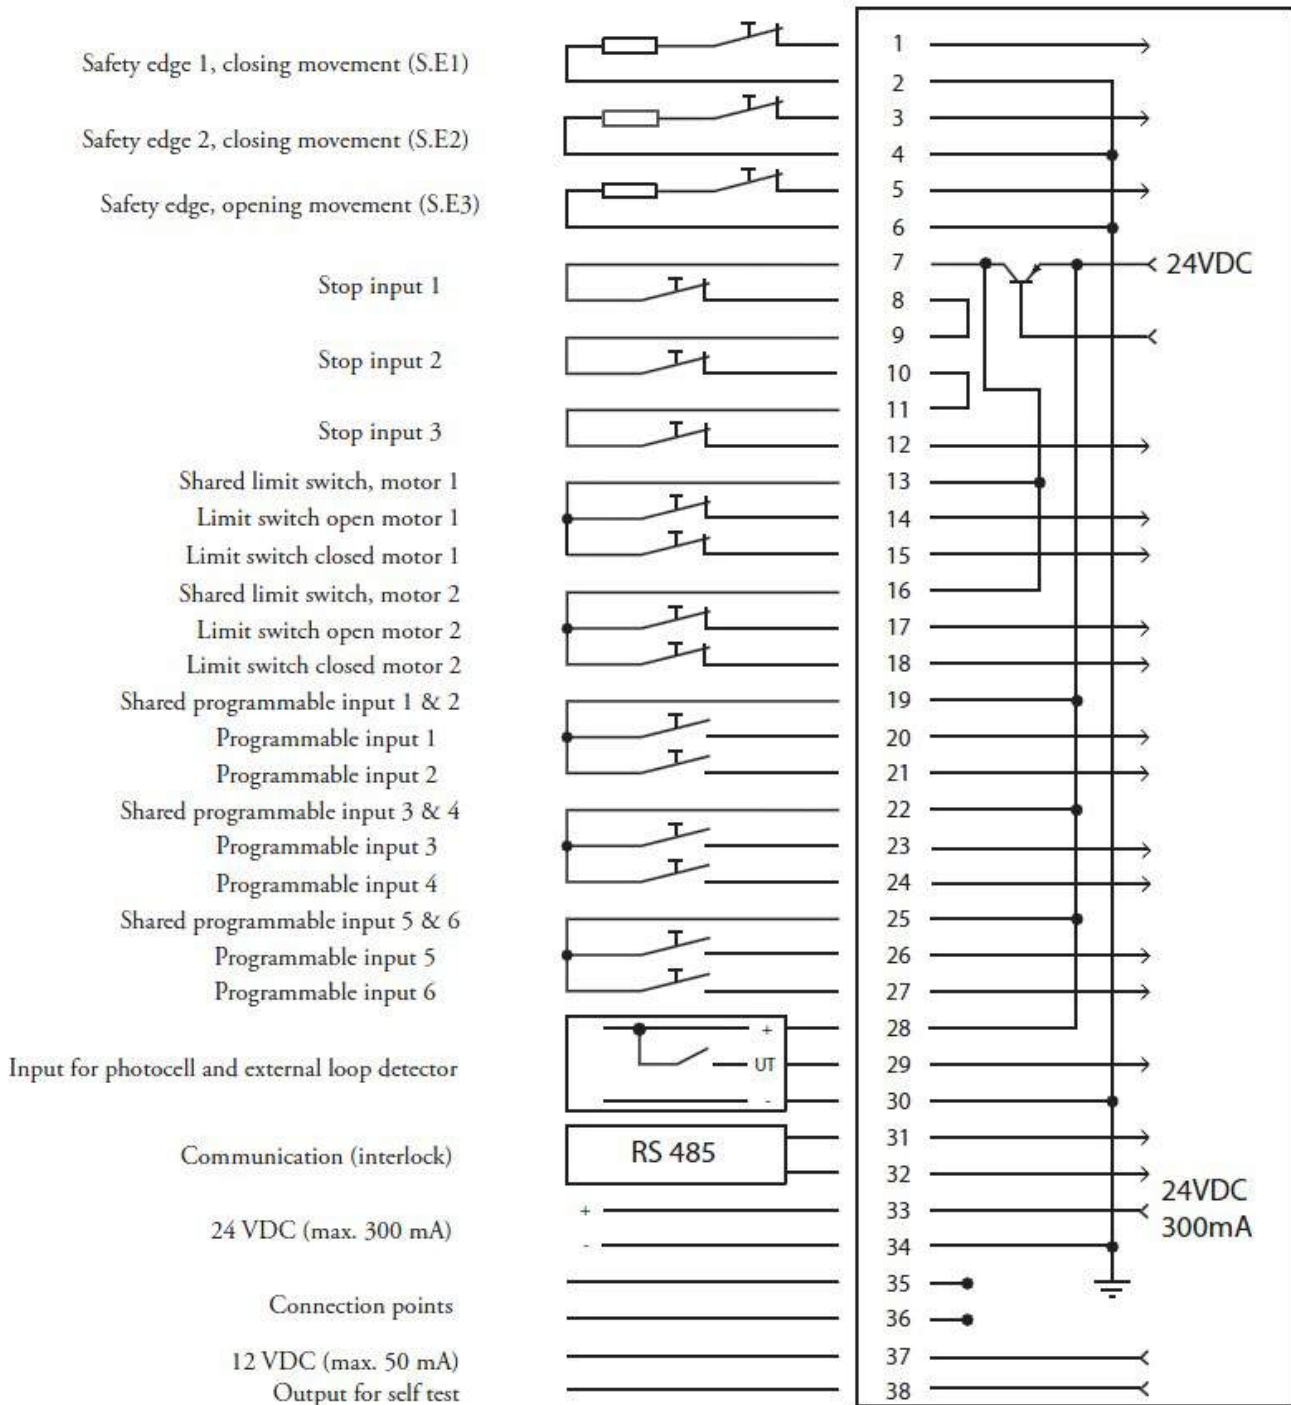 Safety edge 1, closing movement (S.E1)
1
2
Safety edge 2, closing movement (S.E2)
3
4
Safety edge, opening movement (S.E3)
5
6
7
24VDC
Stop input 1
8
9
Stop input 2
10
11
Stop input 3
12
Shared limit switch, motor 1
13
Limit switch open motor 1
14
Limit switch closed motor 1
15
Shared limit switch, motor 2
16
Limit switch open motor 2
17
Limit switch closed motor 2
18
Shared programmable input 1 & 2
19
Programmable input 1
20
Programmable input 2
21
Shared programmable input 3 & 4
22
Programmable input 3
23
Programmable input 4
24
Shared programmable input 5 & 6
25
Programmable input 5
26
Programmable input 6
27
+
28
Input for photocell and external loop detector
UT
29
-
30
Communication (interlock)
RS 485
31
32
24 VDC (max. 300 mA)
+
33
24VDC
300mA
-
34
Connection points
35
36
12 VDC (max. 50 mA)
37
Output for self test
38